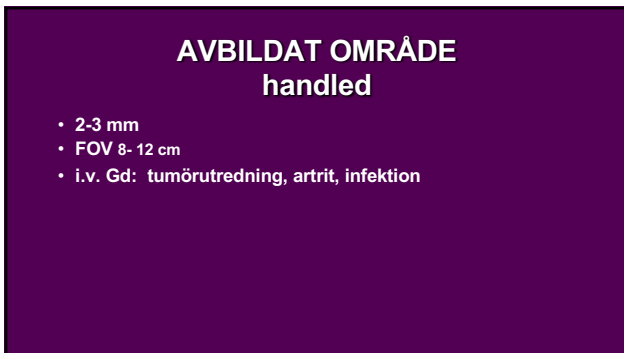 AVBILDAT OMRÅDE
handled
• 2-3 mm
• FOV 8- 12 cm
• i.v. Gd: tumörutredning, artrit, infektion